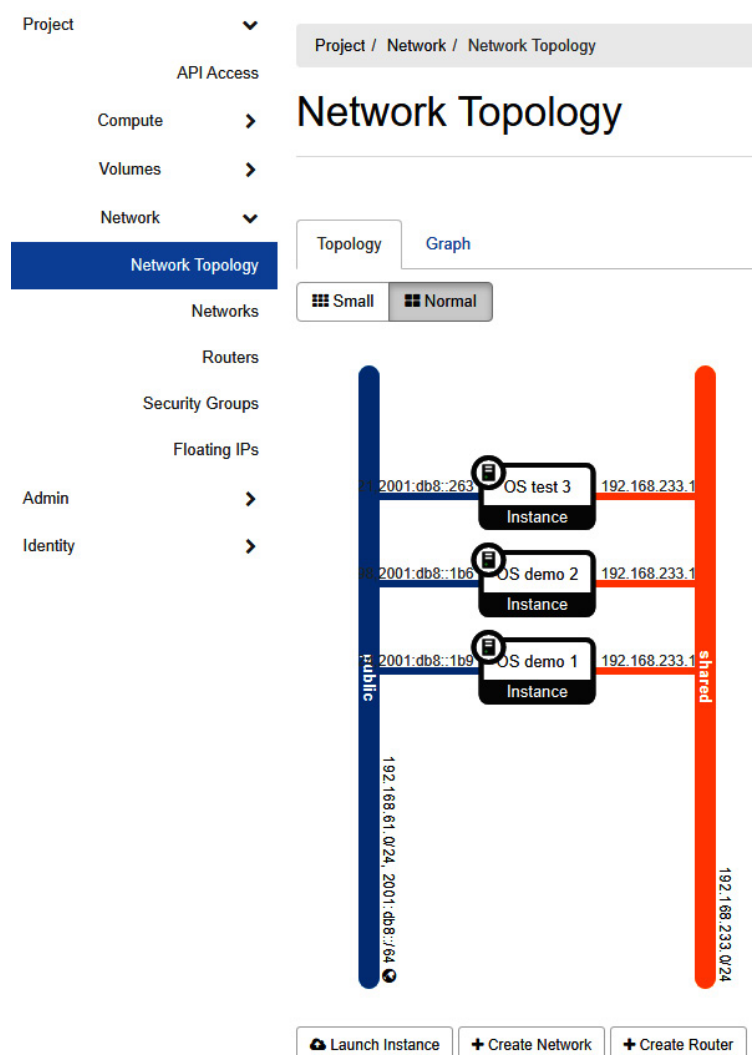 Project
API Access
Compute
Volumes
Network
Network Topology
Networks
Routers
Security Groups
Floating IPs
Admin
Identity
Project / Network / Network Topology
Network Topology
Topology
Graph
Small
Normal
2001:db8::263
OS test 3
Instance
192.168.233.1
2001:db8::1b6
OS demo 2
Instance
192.168.233.1
2001:db8::1b9
OS demo 1
Instance
192.168.233.1
public
192.168.61.0/24, 2001:db8::/64
shared
192.168.233.0/24
Launch Instance
+ Create Network
+ Create Router